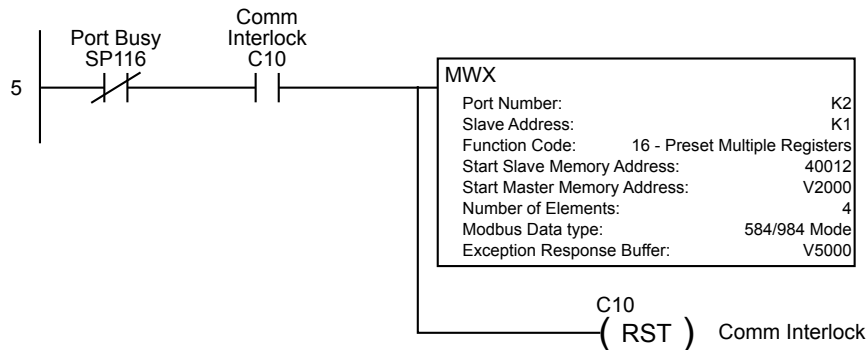 Port Busy
SP116
Comm
Interlock
C10
5
MWX
Port Number: K2
Slave Address: K1
Function Code: 16 - Preset Multiple Registers
Start Slave Memory Address: 40012
Start Master Memory Address: V2000
Number of Elements: 4
Modbus Data type: 584/984 Mode
Exception Response Buffer: V5000
C10
( RST ) Comm Interlock